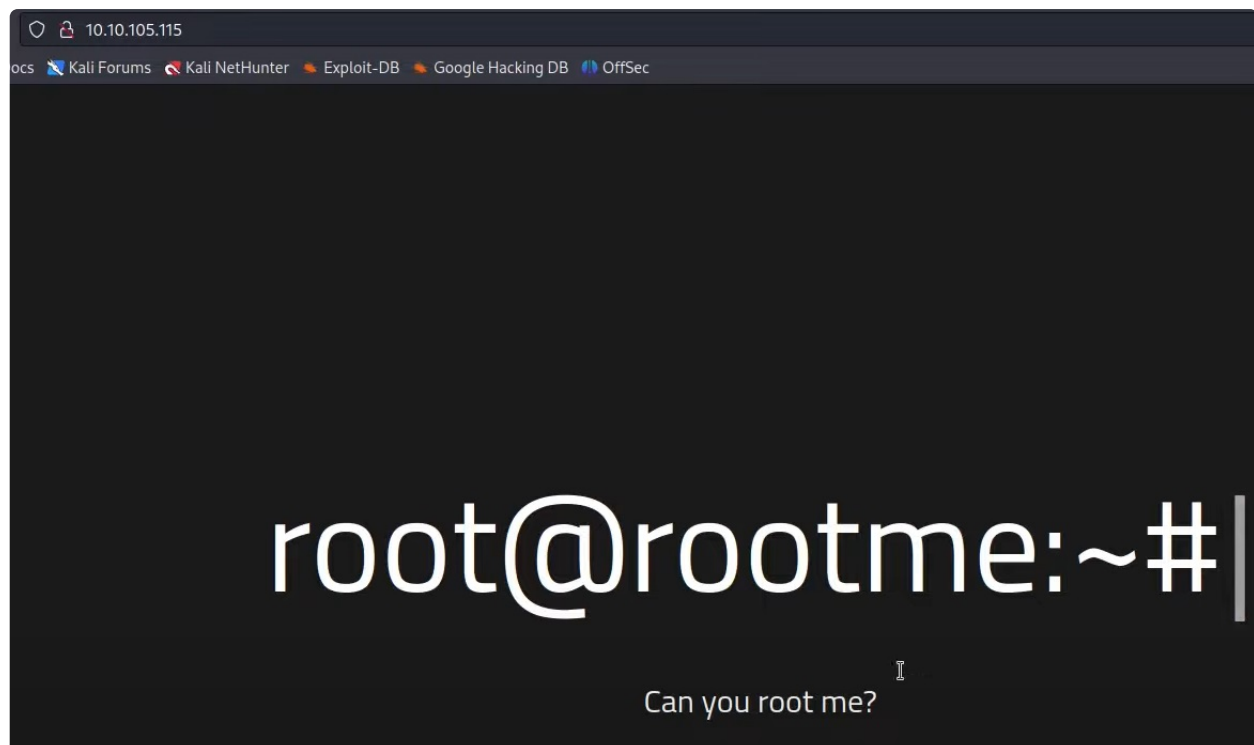 10.10.105.115
ocs Kali Forums Kali NetHunter Exploit-DB Google Hacking DB OffSec
root@rootme:~#
Can you root me?